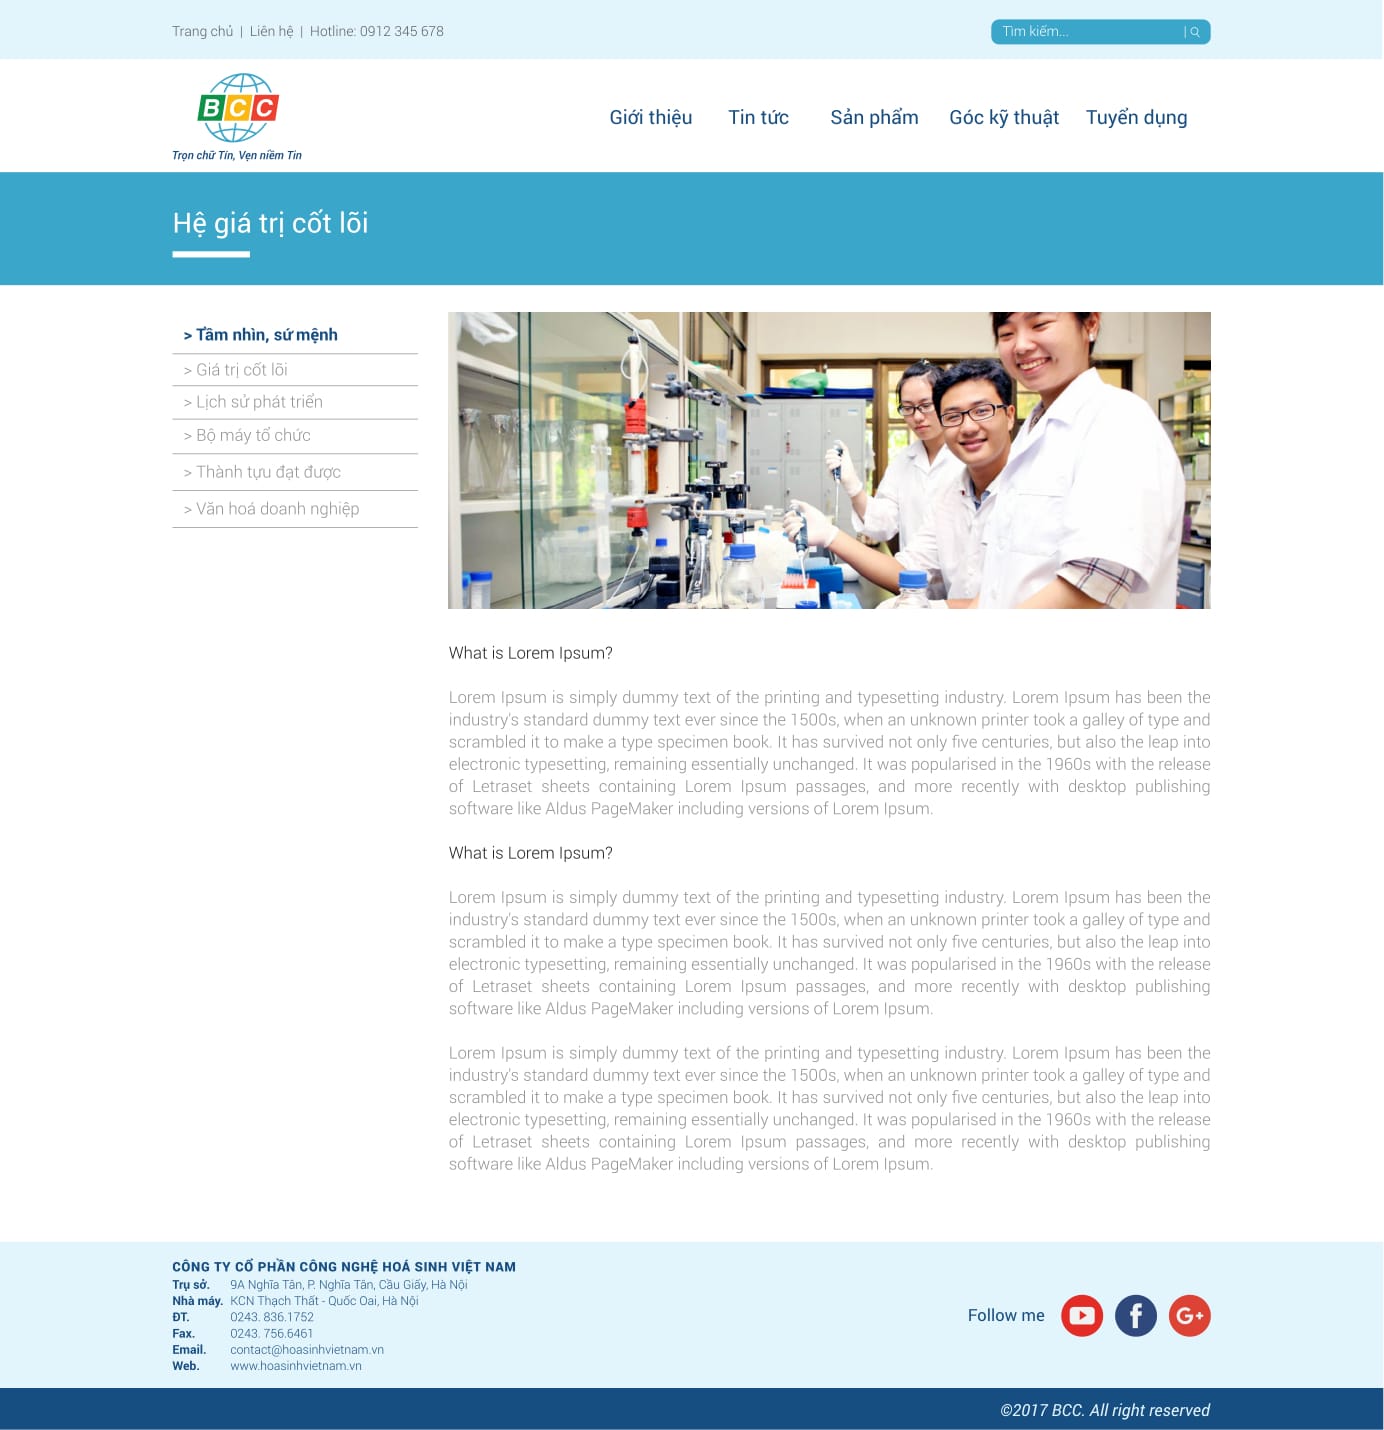 Trang chủ | Liên hệ | Hotline: 0912 345 678
Tìm kiếm... |
BCC
Trọn chữ Tín, Vẹn niềm Tin
Giới thiệu Tin tức Sản phẩm Góc kỹ thuật Tuyển dụng
Hệ giá trị cốt lõi
> Tầm nhìn, sứ mệnh
> Giá trị cốt lõi
> Lịch sử phát triển
> Bộ máy tổ chức
> Thành tựu đạt được
> Văn hoá doanh nghiệp
What is Lorem Ipsum?
Lorem Ipsum is simply dummy text of the printing and typesetting industry. Lorem Ipsum has been the
industry's standard dummy text ever since the 1500s, when an unknown printer took a galley of type and
scrambled it to make a type specimen book. It has survived not only five centuries, but also the leap into
electronic typesetting, remaining essentially unchanged. It was popularised in the 1960s with the release
of Letraset sheets containing Lorem Ipsum passages, and more recently with desktop publishing
software like Aldus PageMaker including versions of Lorem Ipsum.
What is Lorem Ipsum?
Lorem Ipsum is simply dummy text of the printing and typesetting industry. Lorem Ipsum has been the
industry's standard dummy text ever since the 1500s, when an unknown printer took a galley of type and
scrambled it to make a type specimen book. It has survived not only five centuries, but also the leap into
electronic typesetting, remaining essentially unchanged. It was popularised in the 1960s with the release
of Letraset sheets containing Lorem Ipsum passages, and more recently with desktop publishing
software like Aldus PageMaker including versions of Lorem Ipsum.
Lorem Ipsum is simply dummy text of the printing and typesetting industry. Lorem Ipsum has been the
industry's standard dummy text ever since the 1500s, when an unknown printer took a galley of type and
scrambled it to make a type specimen book. It has survived not only five centuries, but also the leap into
electronic typesetting, remaining essentially unchanged. It was popularised in the 1960s with the release
of Letraset sheets containing Lorem Ipsum passages, and more recently with desktop publishing
software like Aldus PageMaker including versions of Lorem Ipsum.
CÔNG TY CỔ PHẦN CÔNG NGHỆ HOÁ SINH VIỆT NAM
Trụ sở. 9A Nghĩa Tân, P. Nghĩa Tân, Cầu Giấy, Hà Nội
Nhà máy. KCN Thạch Thất - Quốc Oai, Hà Nội
ĐT. 0243. 836.1752
Fax. 0243. 756.6461
Email. contact@hoasinhvietnam.vn
Web. www.hoasinhvietnam.vn
Follow me f G+
©2017 BCC. All right reserved